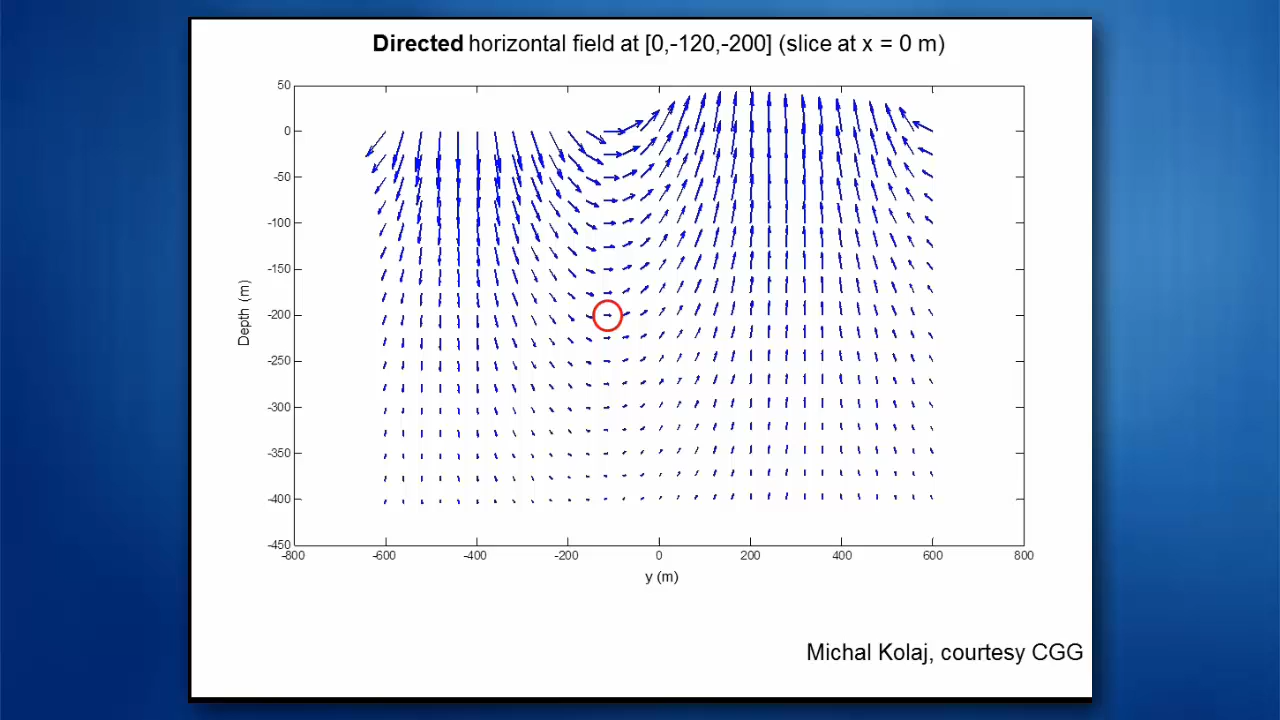 Directed horizontal field at [0,-120,-200] (slice at x = 0 m)
50
0
-50
-100
-150
-200
-250
-300
-350
-400
-450
Depth (m)
-800 -600 -400 -200 0 200 400 600 800
y (m)
Michal Kolaj, courtesy CGG